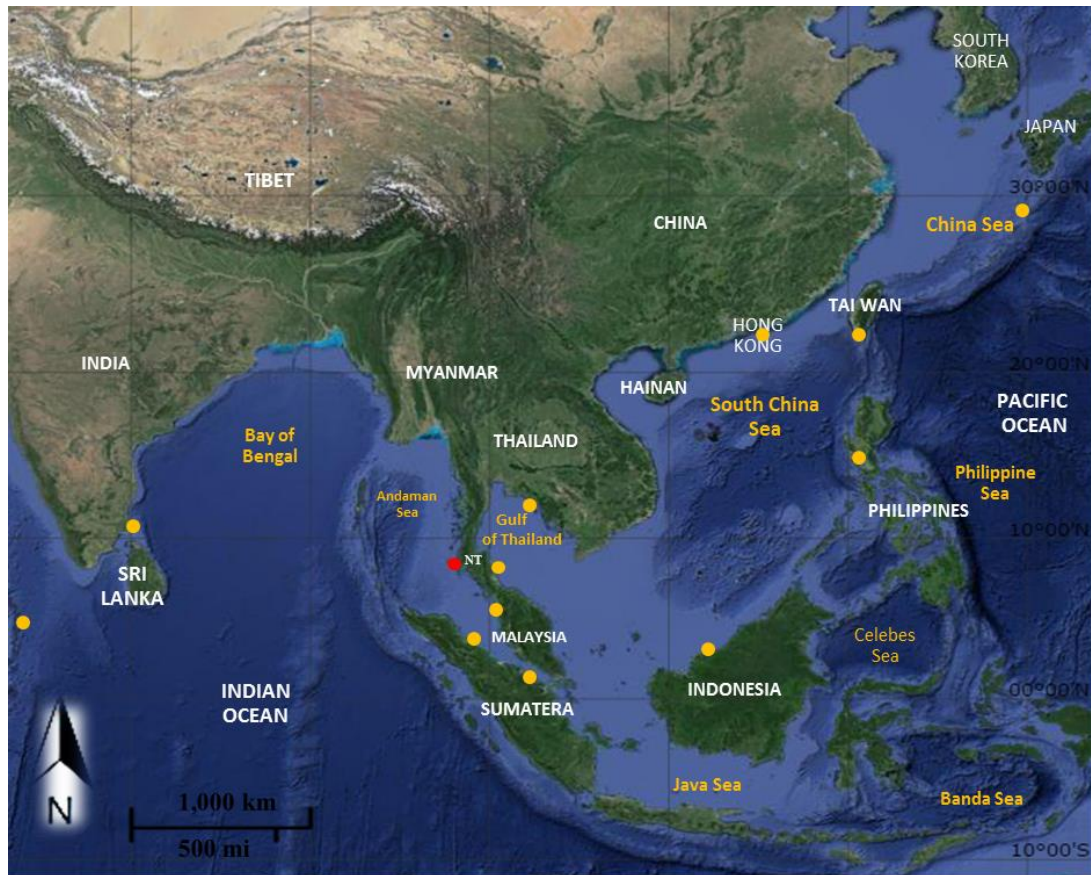 SOUTH
KOREA
JAPAN
TIBET
30°00'N
CHINA
China Sea
TAI WAN
HONG
KONG
INDIA
MYANMAR
20°00'N
HAINAN
South China
Sea
PACIFIC
OCEAN
Bay of
Bengal
THAILAND
Andaman
Sea
Philippine
Sea
Gulf
of Thailand
PHILIPPINES
10°00'N
NT
SRI
LANKA
MALAYSIA
Celebes
Sea
INDIAN
OCEAN
INDONESIA
00°00'N
SUMATERA
Java Sea
Banda Sea
N
1,000 km
500 mi
10°00'S